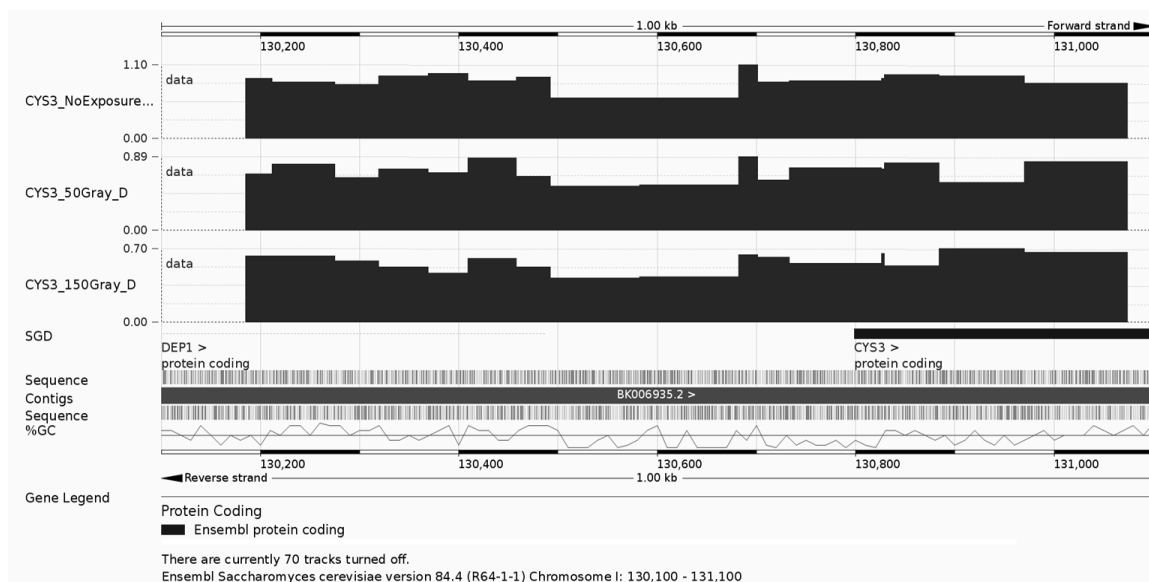 1.00 kb Forward strand
130,200 130,400 130,600 130,800 131,000
1.10
data
CYS3_NoExposure...
0.00
0.89
data
CYS3_50Gray_D
0.00
0.70
data
CYS3_150Gray_D
0.00
SGD
DEP1 > CYS3 >
protein coding protein coding
Sequence
Contigs BK006935.2 >
Sequence
%GC
130,200 130,400 130,600 130,800 131,000
Reverse strand 1.00 kb
Gene Legend
Protein Coding
Ensembl protein coding
There are currently 70 tracks turned off.
Ensembl Saccharomyces cerevisiae version 84.4 (R64-1-1) Chromosome I: 130,100 - 131,100